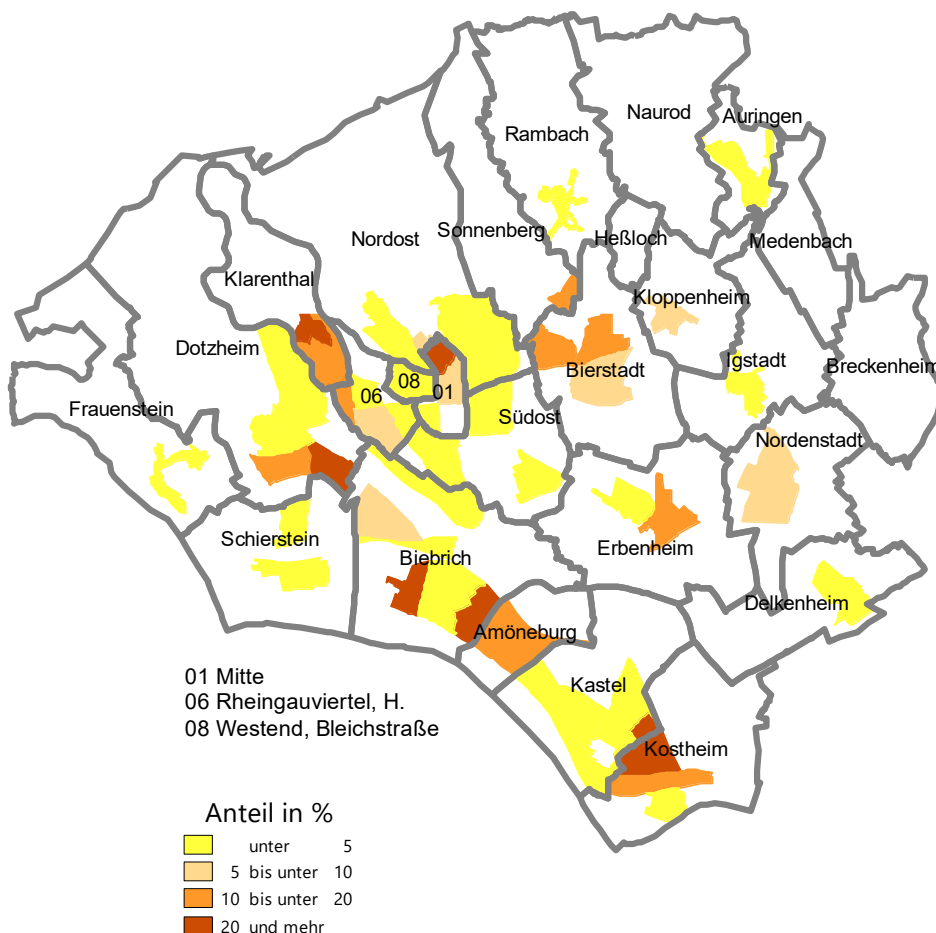 Naurod
Auringen
Rambach
Nordost
Sonnenberg
Heßloch
Medenbach
Klarenthal
Kloppenheim
Dotzheim
Igstadt
Breckenheim
Bierstadt
08
06
01
Frauenstein
Südost
Nordenstadt
Schierstein
Erbenheim
Biebrich
Delkenheim
Amöneburg
Kastel
Kostheim
01 Mitte
06 Rheingauviertel, H.
08 Westend, Bleichstraße
Anteil in %
unter 5
5 bis unter 10
10 bis unter 20
20 und mehr